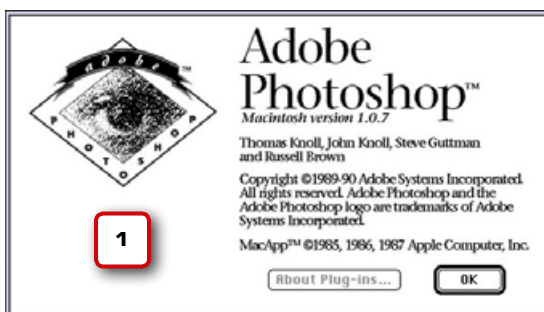 adobe™
PHOTOSHOP
1
Adobe
Photoshop™
Macintosh version 1.0.7
Thomas Knoll, John Knoll, Steve Guttman
and Russell Brown
Copyright ©1989-90 Adobe Systems Incorporated.
All rights reserved. Adobe Photoshop and the
Adobe Photoshop logo are trademarks of Adobe
Systems Incorporated.
MacApp™ ©1985, 1986, 1987 Apple Computer, Inc.
About Plug-ins...
OK